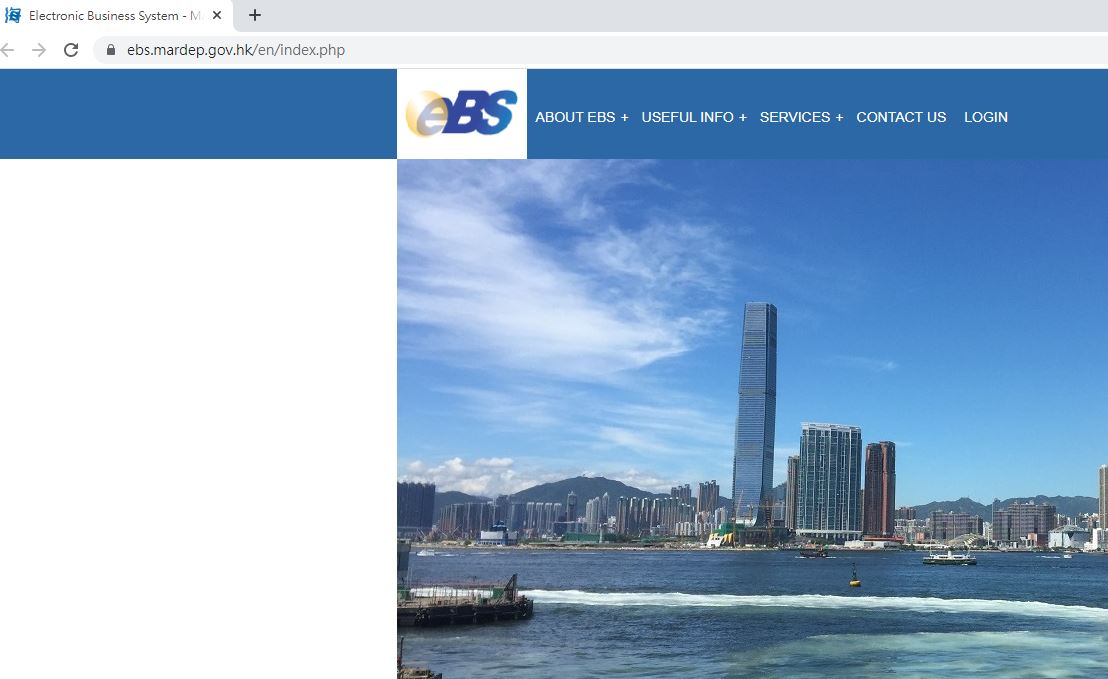 Electronic Business System - M
ebs.mardep.gov.hk/en/index.php
eBS
ABOUT EBS + USEFUL INFO + SERVICES + CONTACT US LOGIN